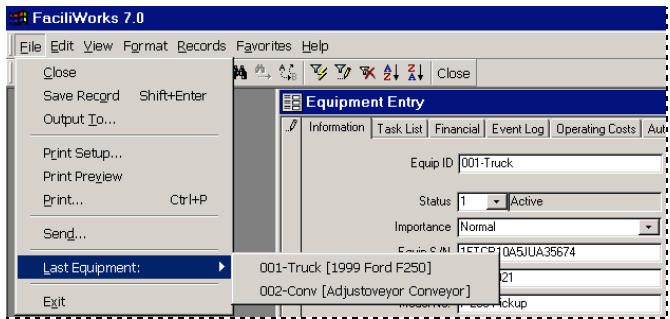 FaciliWorks 7.0
File Edit View Format Records Favorites Help
Close
Close
Save Record Shift+Enter
Output To...
Print Setup...
Print Preview
Print... Ctrl+P
Send...
Last Equipment:
Exit
001-Truck [1999 Ford F250]
002-Conv [Adjustoveyor Conveyor]
Equipment Entry
Information Task List Financial Event Log Operating Costs
Equip ID 001-Truck
Status 1 Active
Importance Normal
Equip S/N 1FTCR10A5JUA35674
21